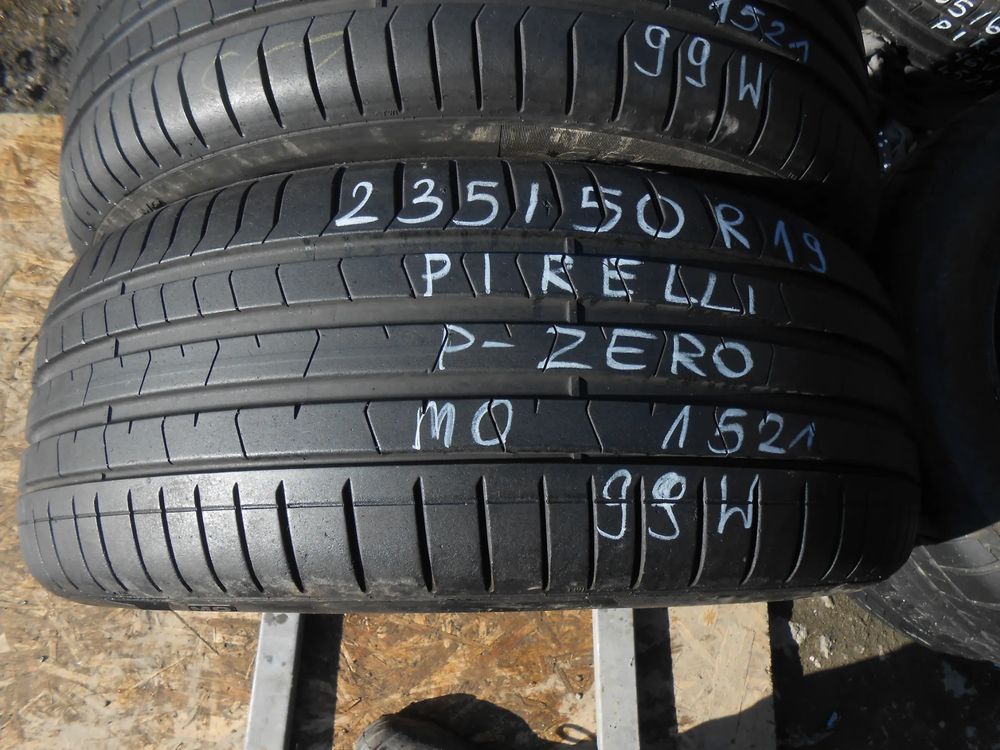 1521
99W
235/50R19
PIRELLI
P-ZERO
MO 1521
99W